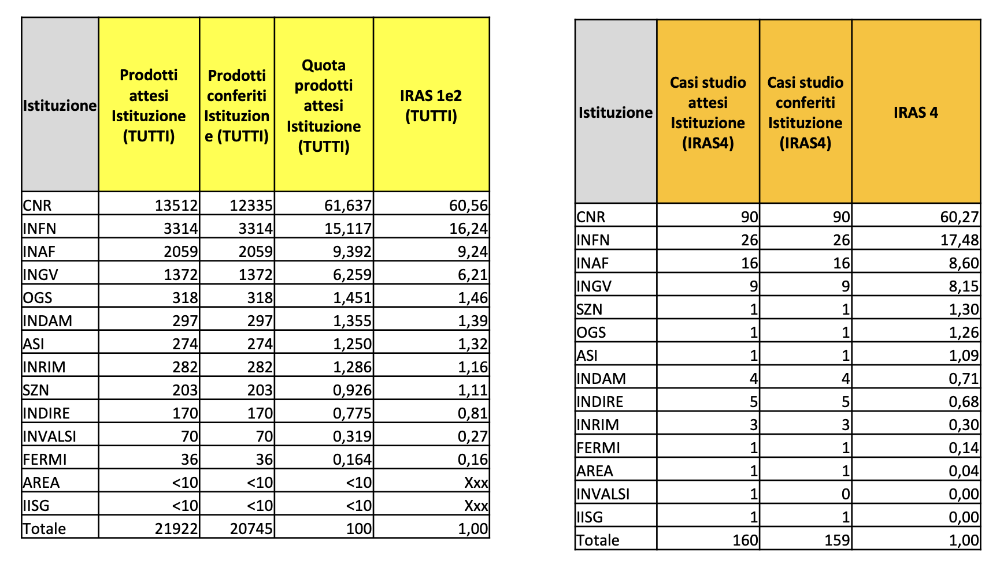 Istituzione
Prodotti
attesi
Istituzione
(TUTTI)
Prodotti
conferiti
Istituzion
e (TUTTI)
Quota
prodotti
attesi
Istituzione
(TUTTI)
IRAS 1e2
(TUTTI)
CNR 13512 12335 61,637 60,56
INFN 3314 3314 15,117 16,24
INAF 2059 2059 9,392 9,24
INGV 1372 1372 6,259 6,21
OGS 318 318 1,451 1,46
INDAM 297 297 1,355 1,39
ASI 274 274 1,250 1,32
INRIM 282 282 1,286 1,16
SZN 203 203 0,926 1,11
INDIRE 170 170 0,775 0,81
INVALSI 70 70 0,319 0,27
FERMI 36 36 0,164 0,16
AREA <10 <10 <10 Xxx
IISG <10 <10 <10 Xxx
Totale 21922 20745 100 1,00
Istituzione
Casi studio
attesi
Istituzione
(IRAS4)
Casi studio
conferiti
Istituzione
(IRAS4)
IRAS 4
CNR 90 90 60,27
INFN 26 26 17,48
INAF 16 16 8,60
INGV 9 9 8,15
SZN 1 1 1,30
OGS 1 1 1,26
ASI 1 1 1,09
INDAM 4 4 0,71
INDIRE 5 5 0,68
INRIM 3 3 0,30
FERMI 1 1 0,14
AREA 1 1 0,04
INVALSI 1 0 0,00
IISG 1 1 0,00
Totale 160 159 1,00